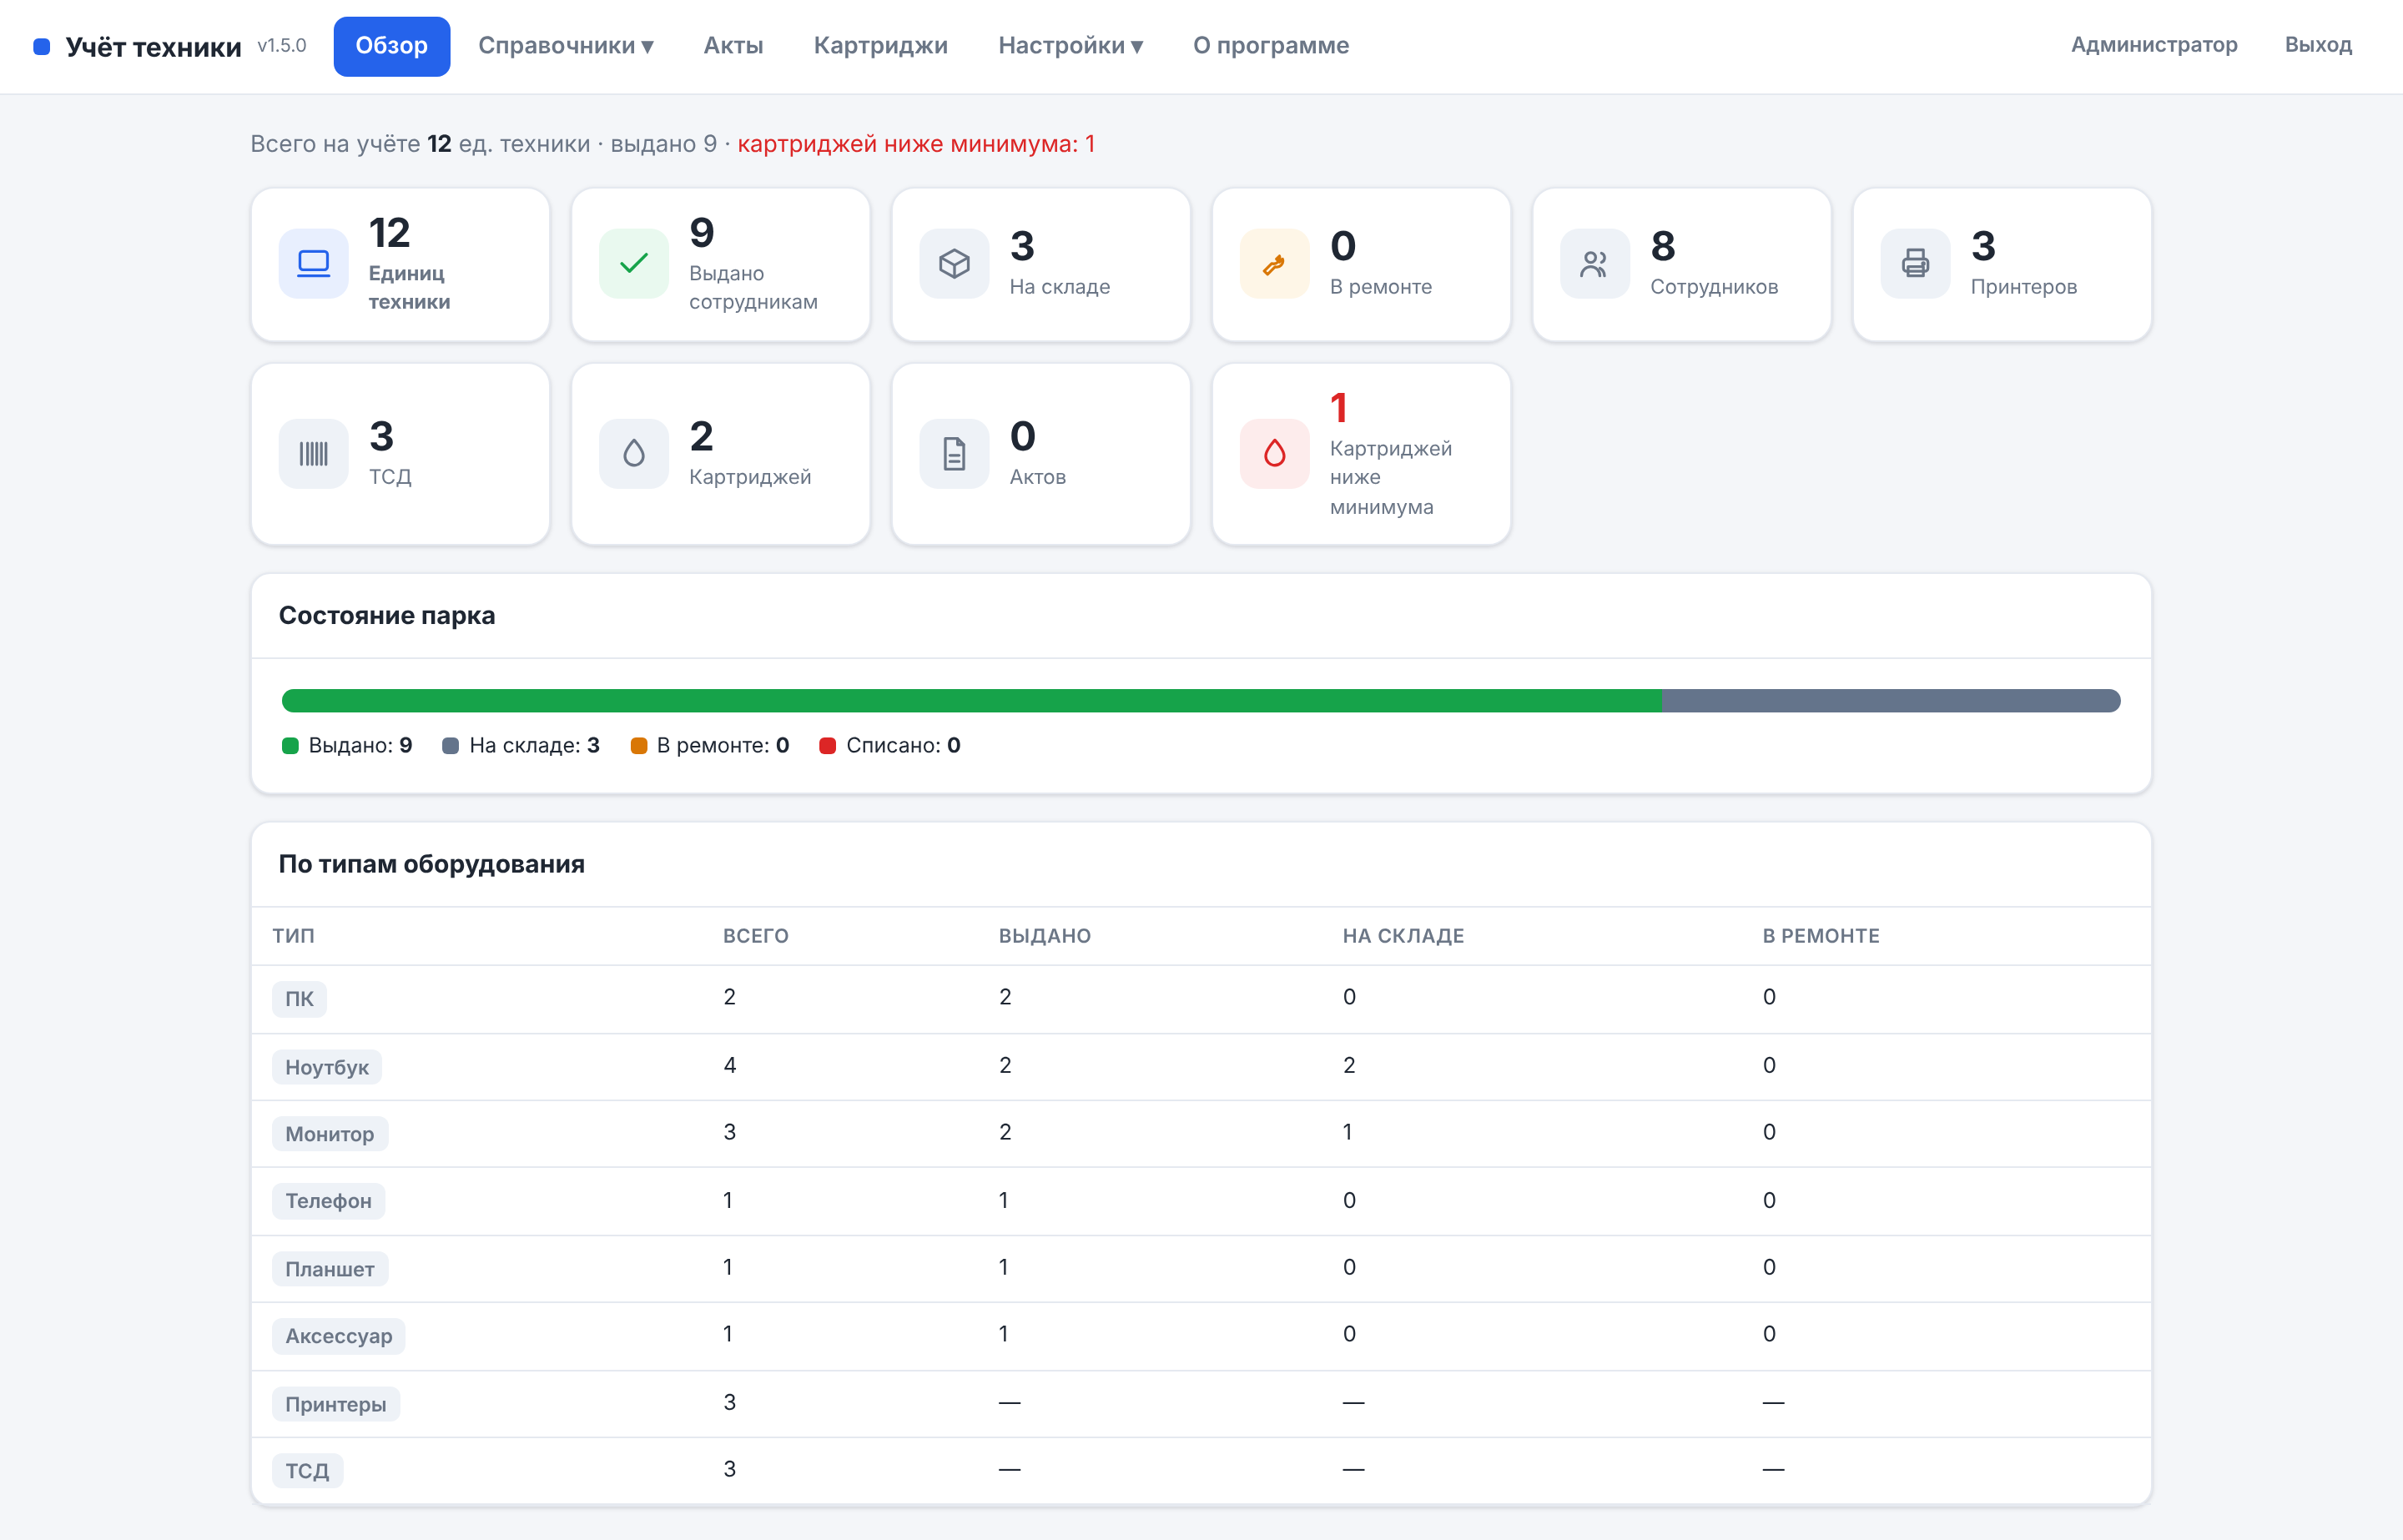 Учёт техники v1.5.0 Обзор Справочники ▾ Акты Картриджи Настройки ▾ О программе Администратор Выход
Всего на учёте 12 ед. техники · выдано 9 · картриджей ниже минимума: 1
12
Единиц
техники
9
Выдано
сотрудникам
3
На складе
0
В ремонте
8
Сотрудников
3
Принтеров
3
ТСД
2
Картриджей
0
Актов
1
Картриджей
ниже
минимума
Состояние парка
Выдано: 9 На складе: 3 В ремонте: 0 Списано: 0
По типам оборудования
ТИП ВСЕГО ВЫДАНО НА СКЛАДЕ В РЕМОНТЕ
ПК 2 2 0 0
Ноутбук 4 2 2 0
Монитор 3 2 1 0
Телефон 1 1 0 0
Планшет 1 1 0 0
Аксессуар 1 1 0 0
Принтеры 3 — — —
ТСД 3 — — —